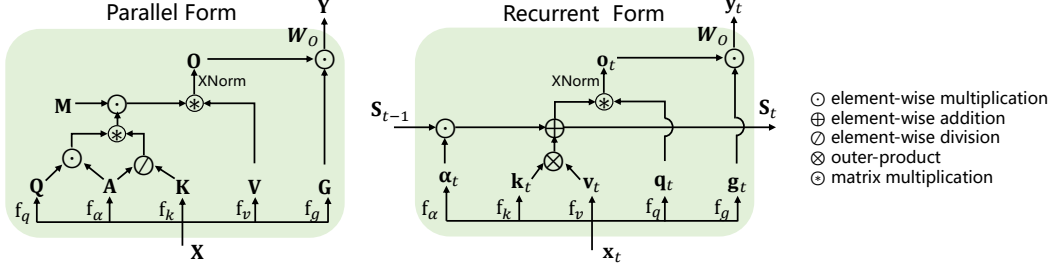 Parallel Form
Y
W_O
O
XNorm
M
Q A K V G
f_q f_α f_k f_v f_g
X
Recurrent Form
y_t
W_O
o_t
XNorm
S_{t−1}
S_t
α_t k_t v_t q_t g_t
f_α f_k f_v f_q f_g
x_t
⊙ element-wise multiplication
⊕ element-wise addition
⊘ element-wise division
⊗ outer-product
⊛ matrix multiplication